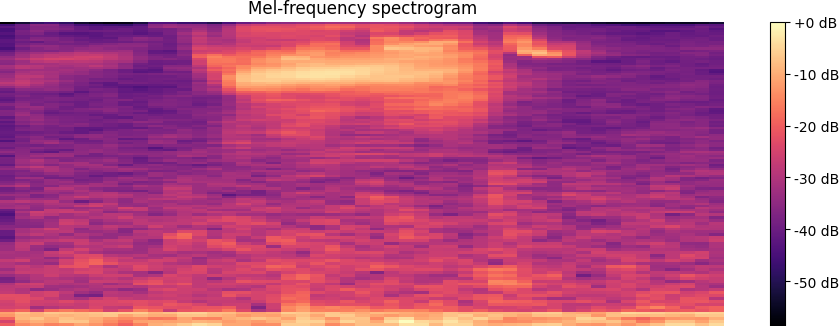 Mel-frequency spectrogram
+0 dB
-10 dB
-20 dB
-30 dB
-40 dB
-50 dB